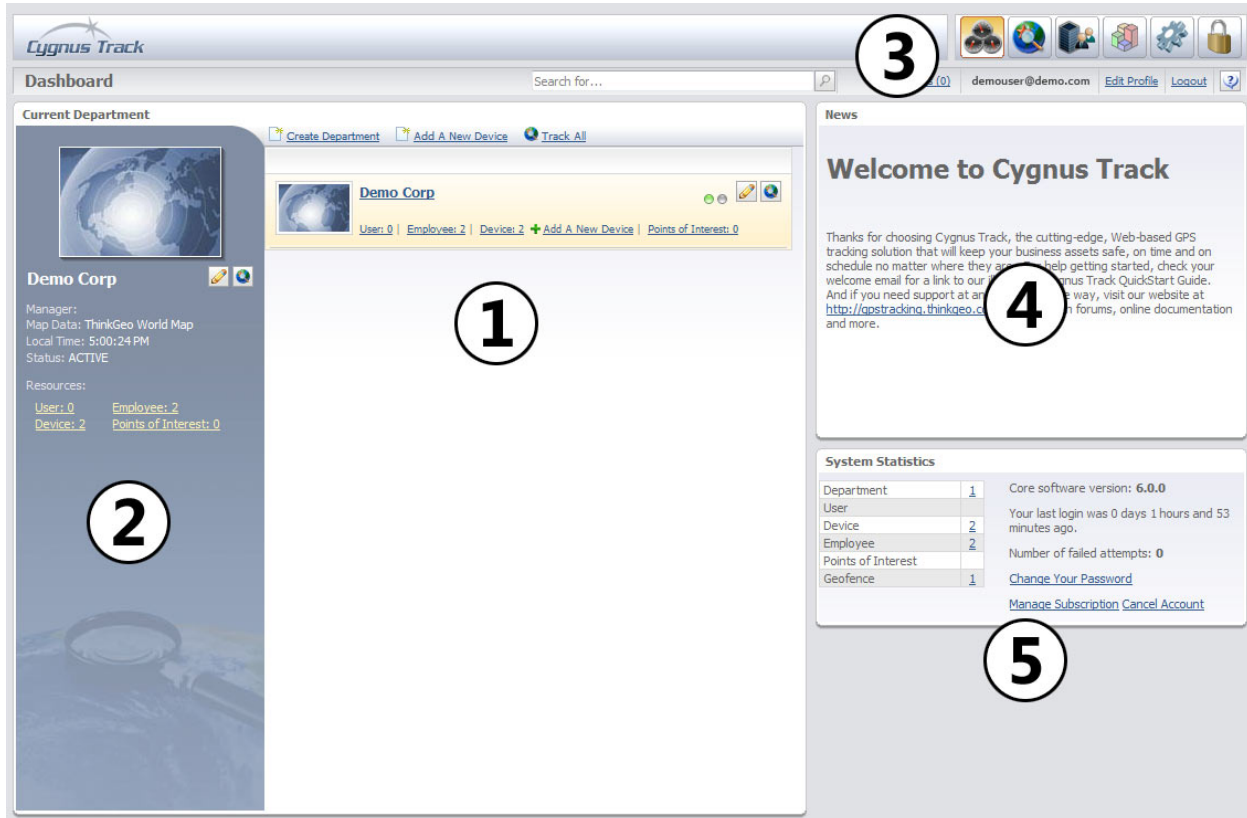 Cygnus Track
3
Dashboard
Search for...
(0)
demouser@demo.com
Edit Profile
Logout
Current Department
Create Department
Add A New Device
Track All
Demo Corp
User: 0 | Employee: 2 | Device: 2 Add A New Device | Points of Interest: 0
1
Demo Corp
Manager:
Map Data: ThinkGeo World Map
Local Time: 5:00:24 PM
Status: ACTIVE
Resources:
User: 0 Employee: 2
Device: 2 Points of Interest: 0
2
News
Welcome to Cygnus Track
Thanks for choosing Cygnus Track, the cutting-edge, Web-based GPS
tracking solution that will keep your business assets safe, on time and on
schedule no matter where they help getting started, check your
welcome email for a link to our Track QuickStart Guide.
And if you need support at way, visit our website at
http://gpstracking.thinkgeo. forums, online documentation
and more.
4
System Statistics
Department 1
User
Device 2
Employee 2
Points of Interest
Geofence 1
Core software version: 6.0.0
Your last login was 0 days 1 hours and 53
minutes ago.
Number of failed attempts: 0
Change Your Password
Manage Subscription Cancel Account
5